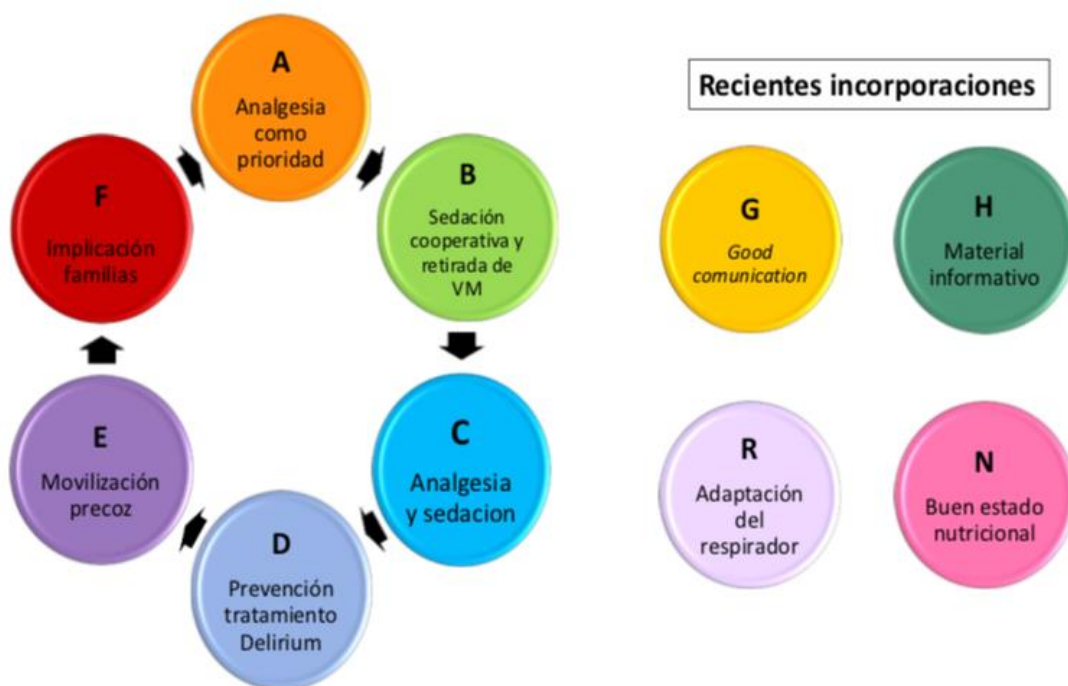 A
Analgesia
como
prioridad
B
Sedación
cooperativa y
retirada de
VM
C
Analgesia
y sedacion
D
Prevención
tratamiento
Delirium
E
Movilización
precoz
F
Implicación
familias
Recientes incorporaciones
G
Good
comunication
H
Material
informativo
R
Adaptación
del
respirador
N
Buen estado
nutricional